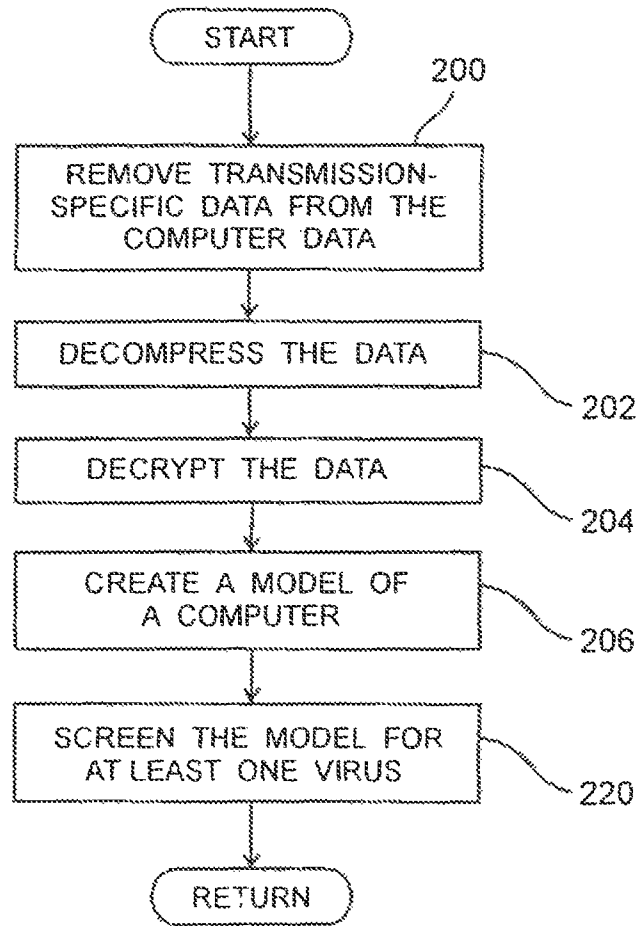 START
200
REMOVE TRANSMISSION-
SPECIFIC DATA FROM THE
COMPUTER DATA
DECOMPRESS THE DATA
202
DECRYPT THE DATA
204
CREATE A MODEL OF
A COMPUTER
206
SCREEN THE MODEL FOR
AT LEAST ONE VIRUS
220
RETURN